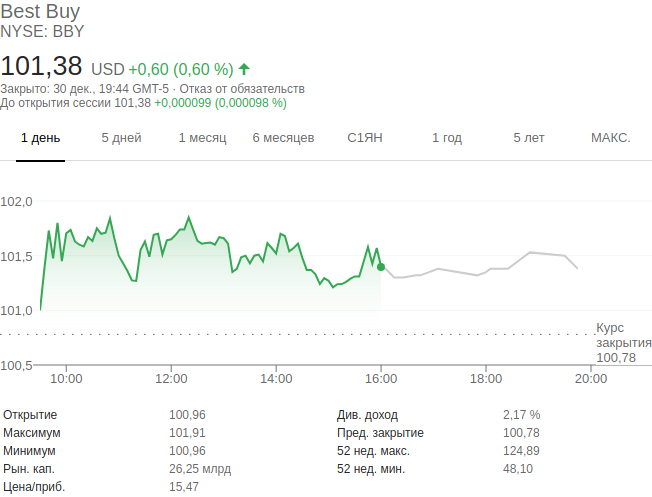 Best Buy
NYSE: BBY
101,38 USD +0,60 (0,60 %)
Закрыто: 30 дек., 19:44 GMT-5 · Отказ от обязательств
До открытия сессии 101,38 +0,000099 (0,000098 %)
1 день 5 дней 1 месяц 6 месяцев С1ЯН 1 год 5 лет МАКС.
102,0
101,5
101,0
Курс
закрытия
100,78
100,5
10:00 12:00 14:00 16:00 18:00 20:00
Открытие 100,96 Див. доход 2,17 %
Максимум 101,91 Пред. закрытие 100,78
Минимум 100,96 52 нед. макс. 124,89
Рын. кап. 26,25 млрд 52 нед. мин. 48,10
Цена/приб. 15,47